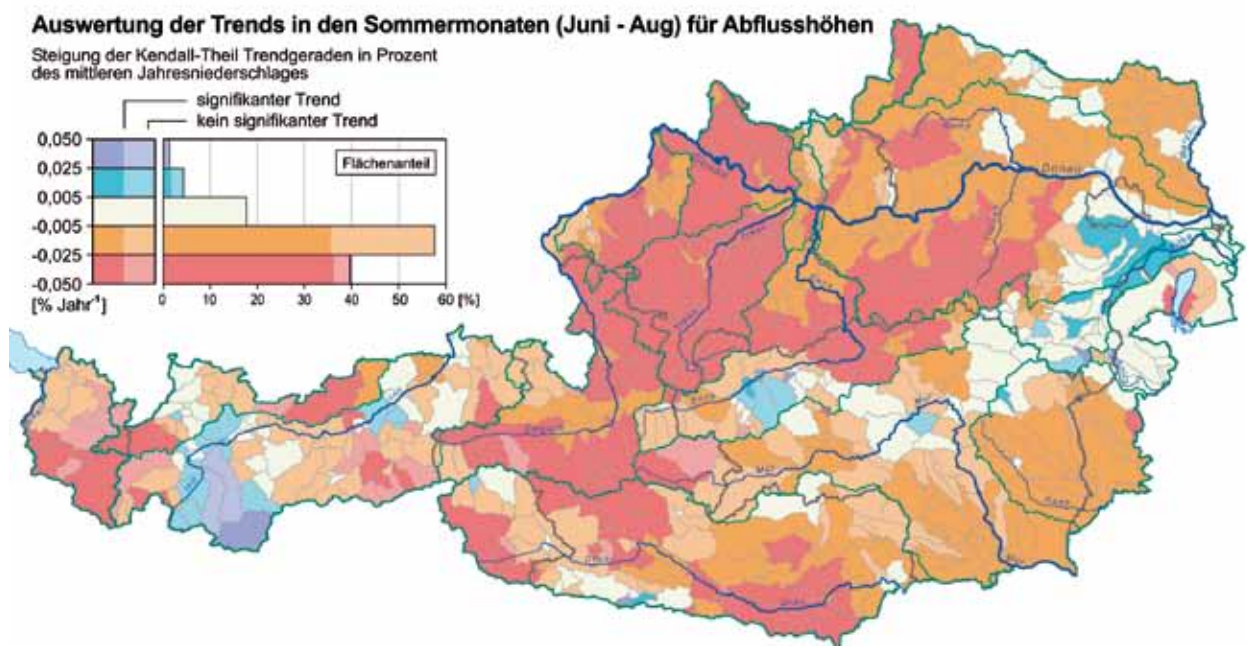 Auswertung der Trends in den Sommermonaten (Juni - Aug) für Abflusshöhen
Steigung der Kendall-Theil Trendgeraden in Prozent
des mittleren Jahresniederschlages
signifikanter Trend
kein signifikanter Trend
Flächenanteil
0,050
0,025
0,005
-0,005
-0,025
-0,050
[% Jahr⁻¹]
0 10 20 30 40 50 60 [%]
Donau
Enns
Mur
Mur
Raab
Drau